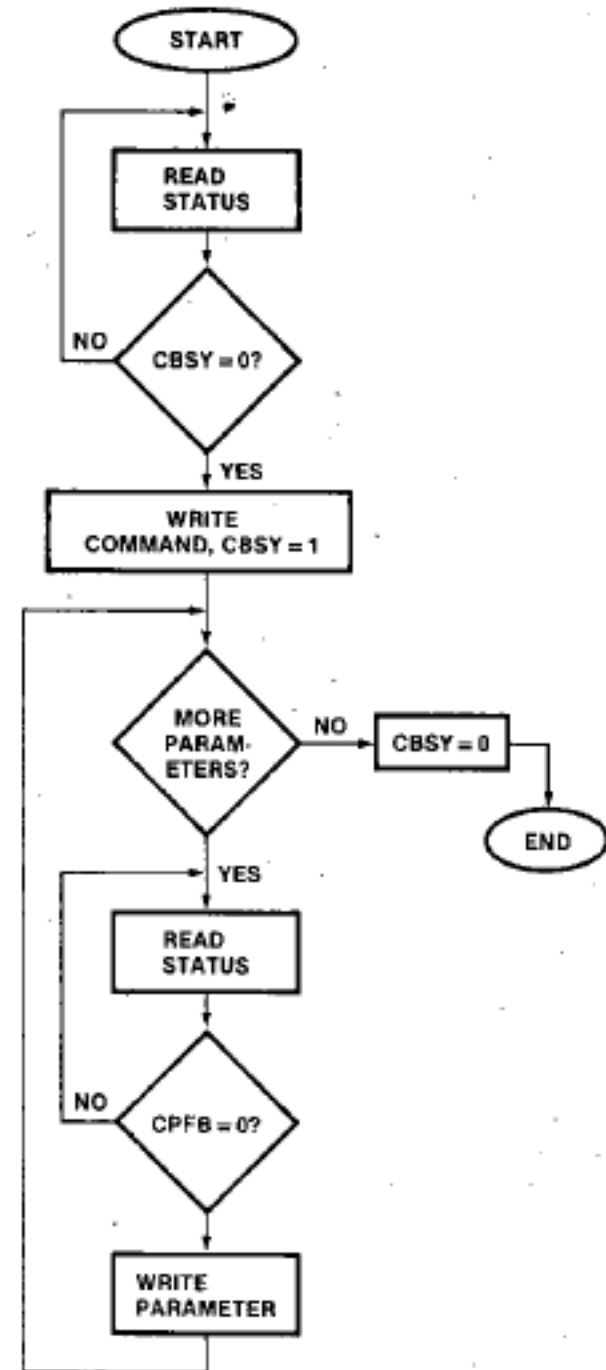 START
READ
STATUS
NO
CBSY = 0?
YES
WRITE
COMMAND, CBSY = 1
MORE
PARAM-
ETERS?
NO
CBSY = 0
END
YES
READ
STATUS
NO
CPFB = 0?
WRITE
PARAMETER